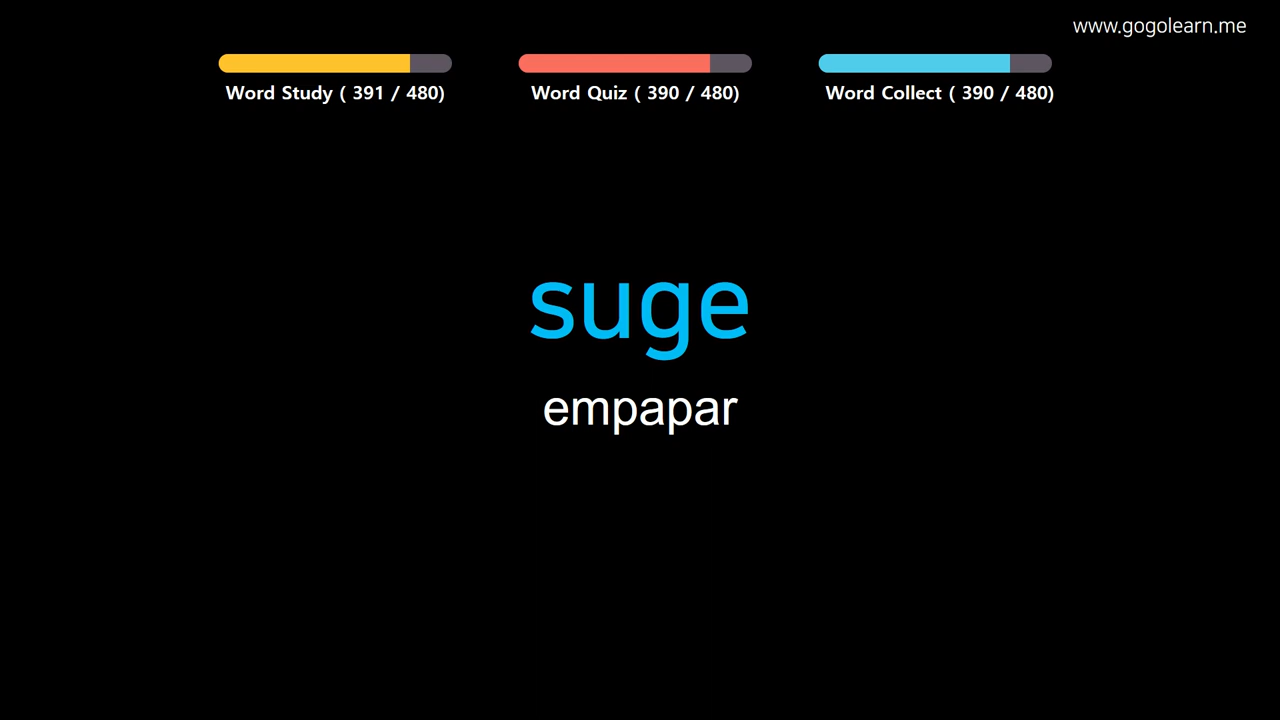 www.gogolearn.me
Word Study ( 391 / 480)
Word Quiz ( 390 / 480)
Word Collect ( 390 / 480)
suge
empapar